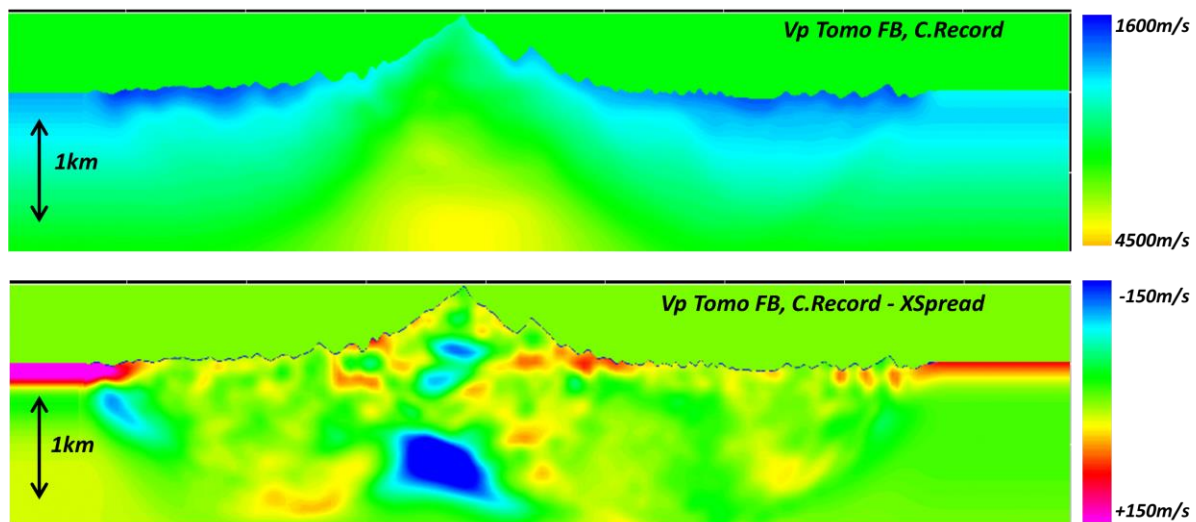 Vp Tomo FB, C.Record
1600m/s
1km
4500m/s
Vp Tomo FB, C.Record - XSpread
-150m/s
1km
+150m/s